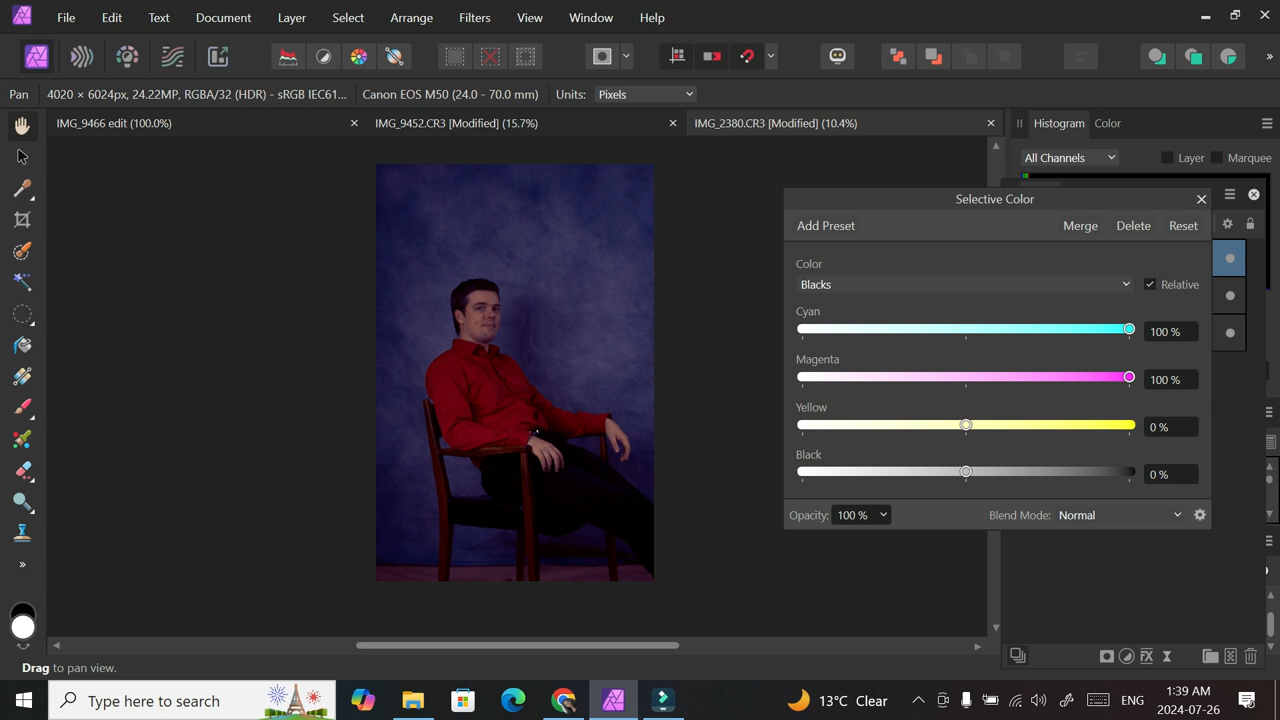 File Edit Text Document Layer Select Arrange Filters View Window Help
Pan 4020 × 6024px, 24.22MP, RGBA/32 (HDR) - sRGB IEC61... Canon EOS M50 (24.0 - 70.0 mm) Units: Pixels
IMG_9466 edit (100.0%) IMG_9452.CR3 [Modified] (15.7%) IMG_2380.CR3 [Modified] (10.4%) Histogram Color
All Channels Layer Marquee
Selective Color
Add Preset Merge Delete Reset
Color
Blacks Relative
Cyan
100 %
Magenta
100 %
Yellow
0 %
Black
0 %
Opacity: 100 % Blend Mode: Normal
Drag to pan view.
Type here to search 13°C Clear ENG 1:39 AM
2024-07-26